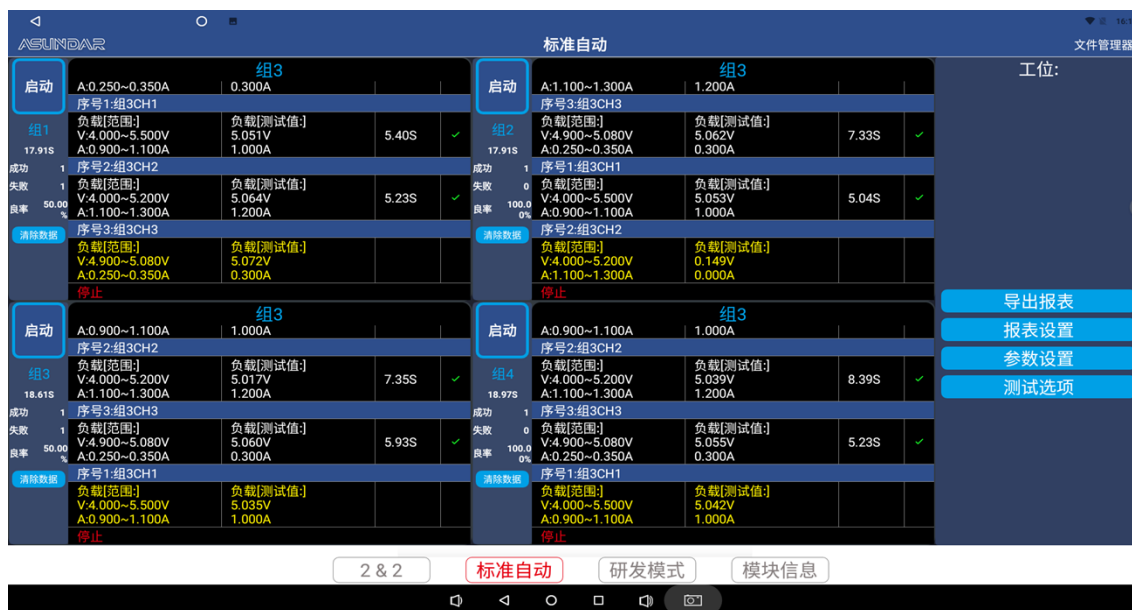 ASUNDAR
标准自动
文件管理器
启动
组1
17.91S
成功 1
失败 1
良率 50.00
%
清除数据
组3
A:0.250~0.350A 0.300A
序号1:组3CH1
负载[范围:] 负载[测试值:]
V:4.000~5.500V 5.051V 5.40S ✓
A:0.900~1.100A 1.000A
序号2:组3CH2
负载[范围:] 负载[测试值:]
V:4.000~5.200V 5.064V 5.23S ✓
A:1.100~1.300A 1.200A
序号3:组3CH3
负载[范围:] 负载[测试值:]
V:4.900~5.080V 5.072V
A:0.250~0.350A 0.300A
停止
启动
组2
17.91S
成功 1
失败 0
良率 100.0
0%
清除数据
组3
A:1.100~1.300A 1.200A
序号3:组3CH3
负载[范围:] 负载[测试值:]
V:4.900~5.080V 5.062V 7.33S ✓
A:0.250~0.350A 0.300A
序号1:组3CH1
负载[范围:] 负载[测试值:]
V:4.000~5.500V 5.053V 5.04S ✓
A:0.900~1.100A 1.000A
序号2:组3CH2
负载[范围:] 负载[测试值:]
V:4.000~5.200V 0.149V
A:1.100~1.300A 0.000A
停止
启动
组3
18.61S
成功 1
失败 1
良率 50.00
%
清除数据
组3
A:0.900~1.100A 1.000A
序号2:组3CH2
负载[范围:] 负载[测试值:]
V:4.000~5.200V 5.017V 7.35S ✓
A:1.100~1.300A 1.200A
序号3:组3CH3
负载[范围:] 负载[测试值:]
V:4.900~5.080V 5.060V 5.93S ✓
A:0.250~0.350A 0.300A
序号1:组3CH1
负载[范围:] 负载[测试值:]
V:4.000~5.500V 5.035V
A:0.900~1.100A 1.000A
停止
启动
组4
18.97S
成功 1
失败 0
良率 100.0
0%
清除数据
组3
A:0.900~1.100A 1.000A
序号2:组3CH2
负载[范围:] 负载[测试值:]
V:4.000~5.200V 5.039V 8.39S ✓
A:1.100~1.300A 1.200A
序号3:组3CH3
负载[范围:] 负载[测试值:]
V:4.900~5.080V 5.055V 5.23S ✓
A:0.250~0.350A 0.300A
序号1:组3CH1
负载[范围:] 负载[测试值:]
V:4.000~5.500V 5.042V
A:0.900~1.100A 1.000A
停止
工位:
导出报表
报表设置
参数设置
测试选项
2 & 2 标准自动 研发模式 模块信息